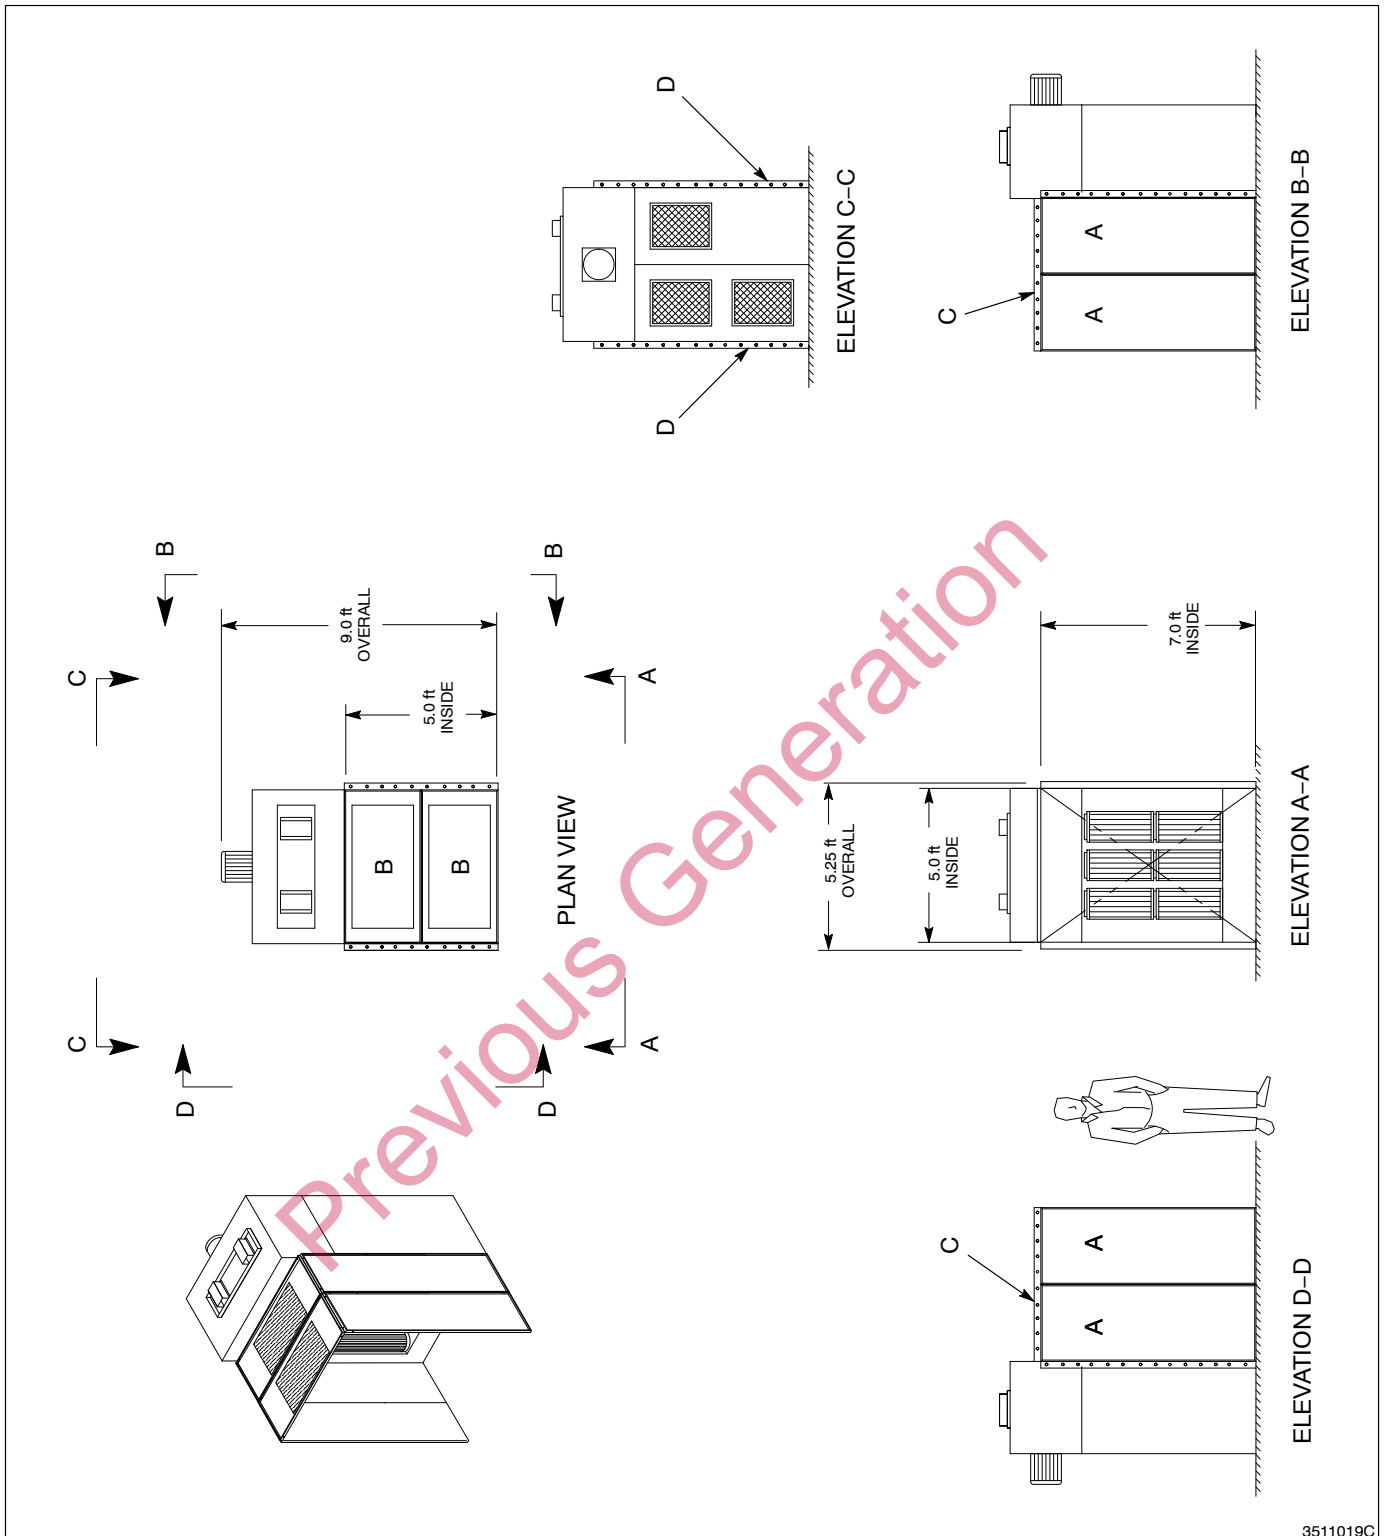 C
C
D
D
B
B
9.0 ft
OVERALL
5.0 ft
INSIDE
B
B
A
A
PLAN VIEW
D
D
ELEVATION C–C
C
A
A
ELEVATION D–D
5.25 ft
OVERALL
5.0 ft
INSIDE
7.0 ft
INSIDE
ELEVATION A–A
C
A
A
ELEVATION B–B
Previous Generation
3511019C